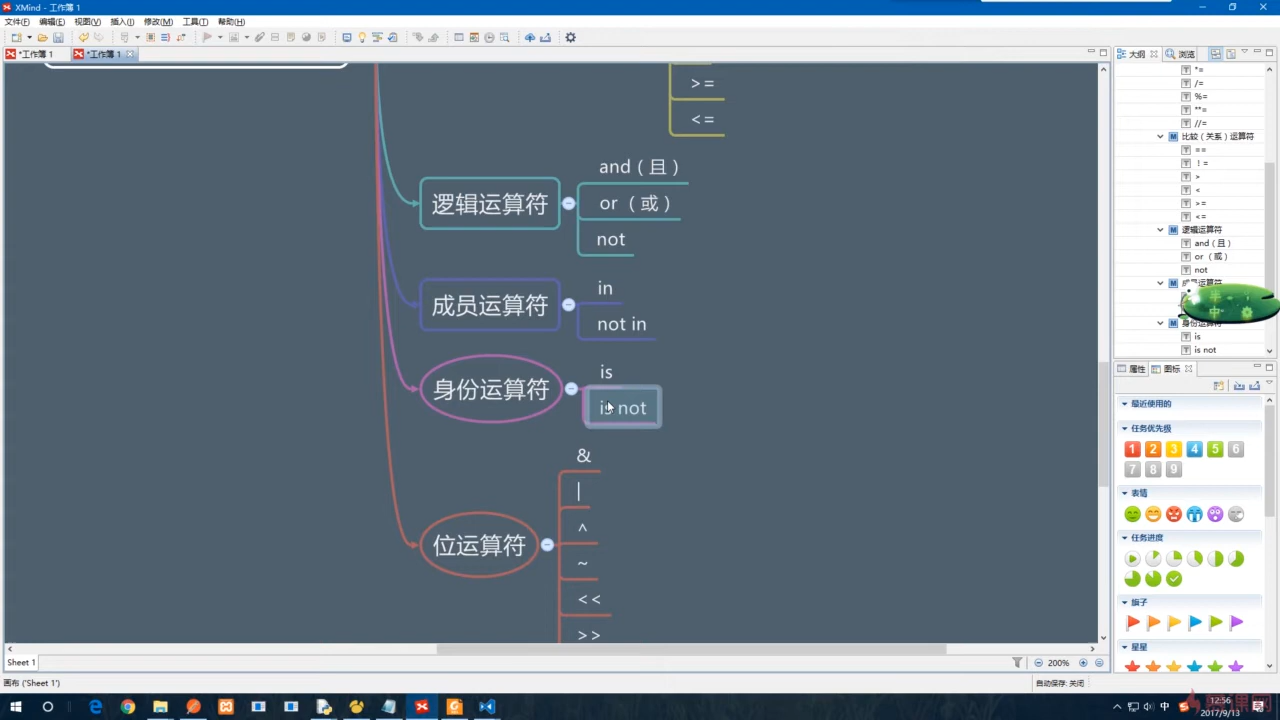 XMind - 工作簿 1
文件(F) 编辑(E) 视图(V) 插入(I) 修改(M) 工具(T) 帮助(H)
*工作簿 1 *工作簿 1
>=
<=
逻辑运算符
and（且）
or （或）
not
成员运算符
in
not in
身份运算符
is
is not
位运算符
&
|
^
~
<<
>>
大纲 浏览
*=
/=
%=
**=
//=
比较（关系）运算符
==
！=
>
<
>=
<=
逻辑运算符
and（且）
or （或）
not
中
身份运算符
is
is not
属性 图标
最近使用的
任务优先级
1 2 3 4 5 6
7 8 9
表情
任务进度
旗子
星星
Sheet 1
200%
画布 ('Sheet 1')
自动保存: 关闭
中
12:56
2017/9/13